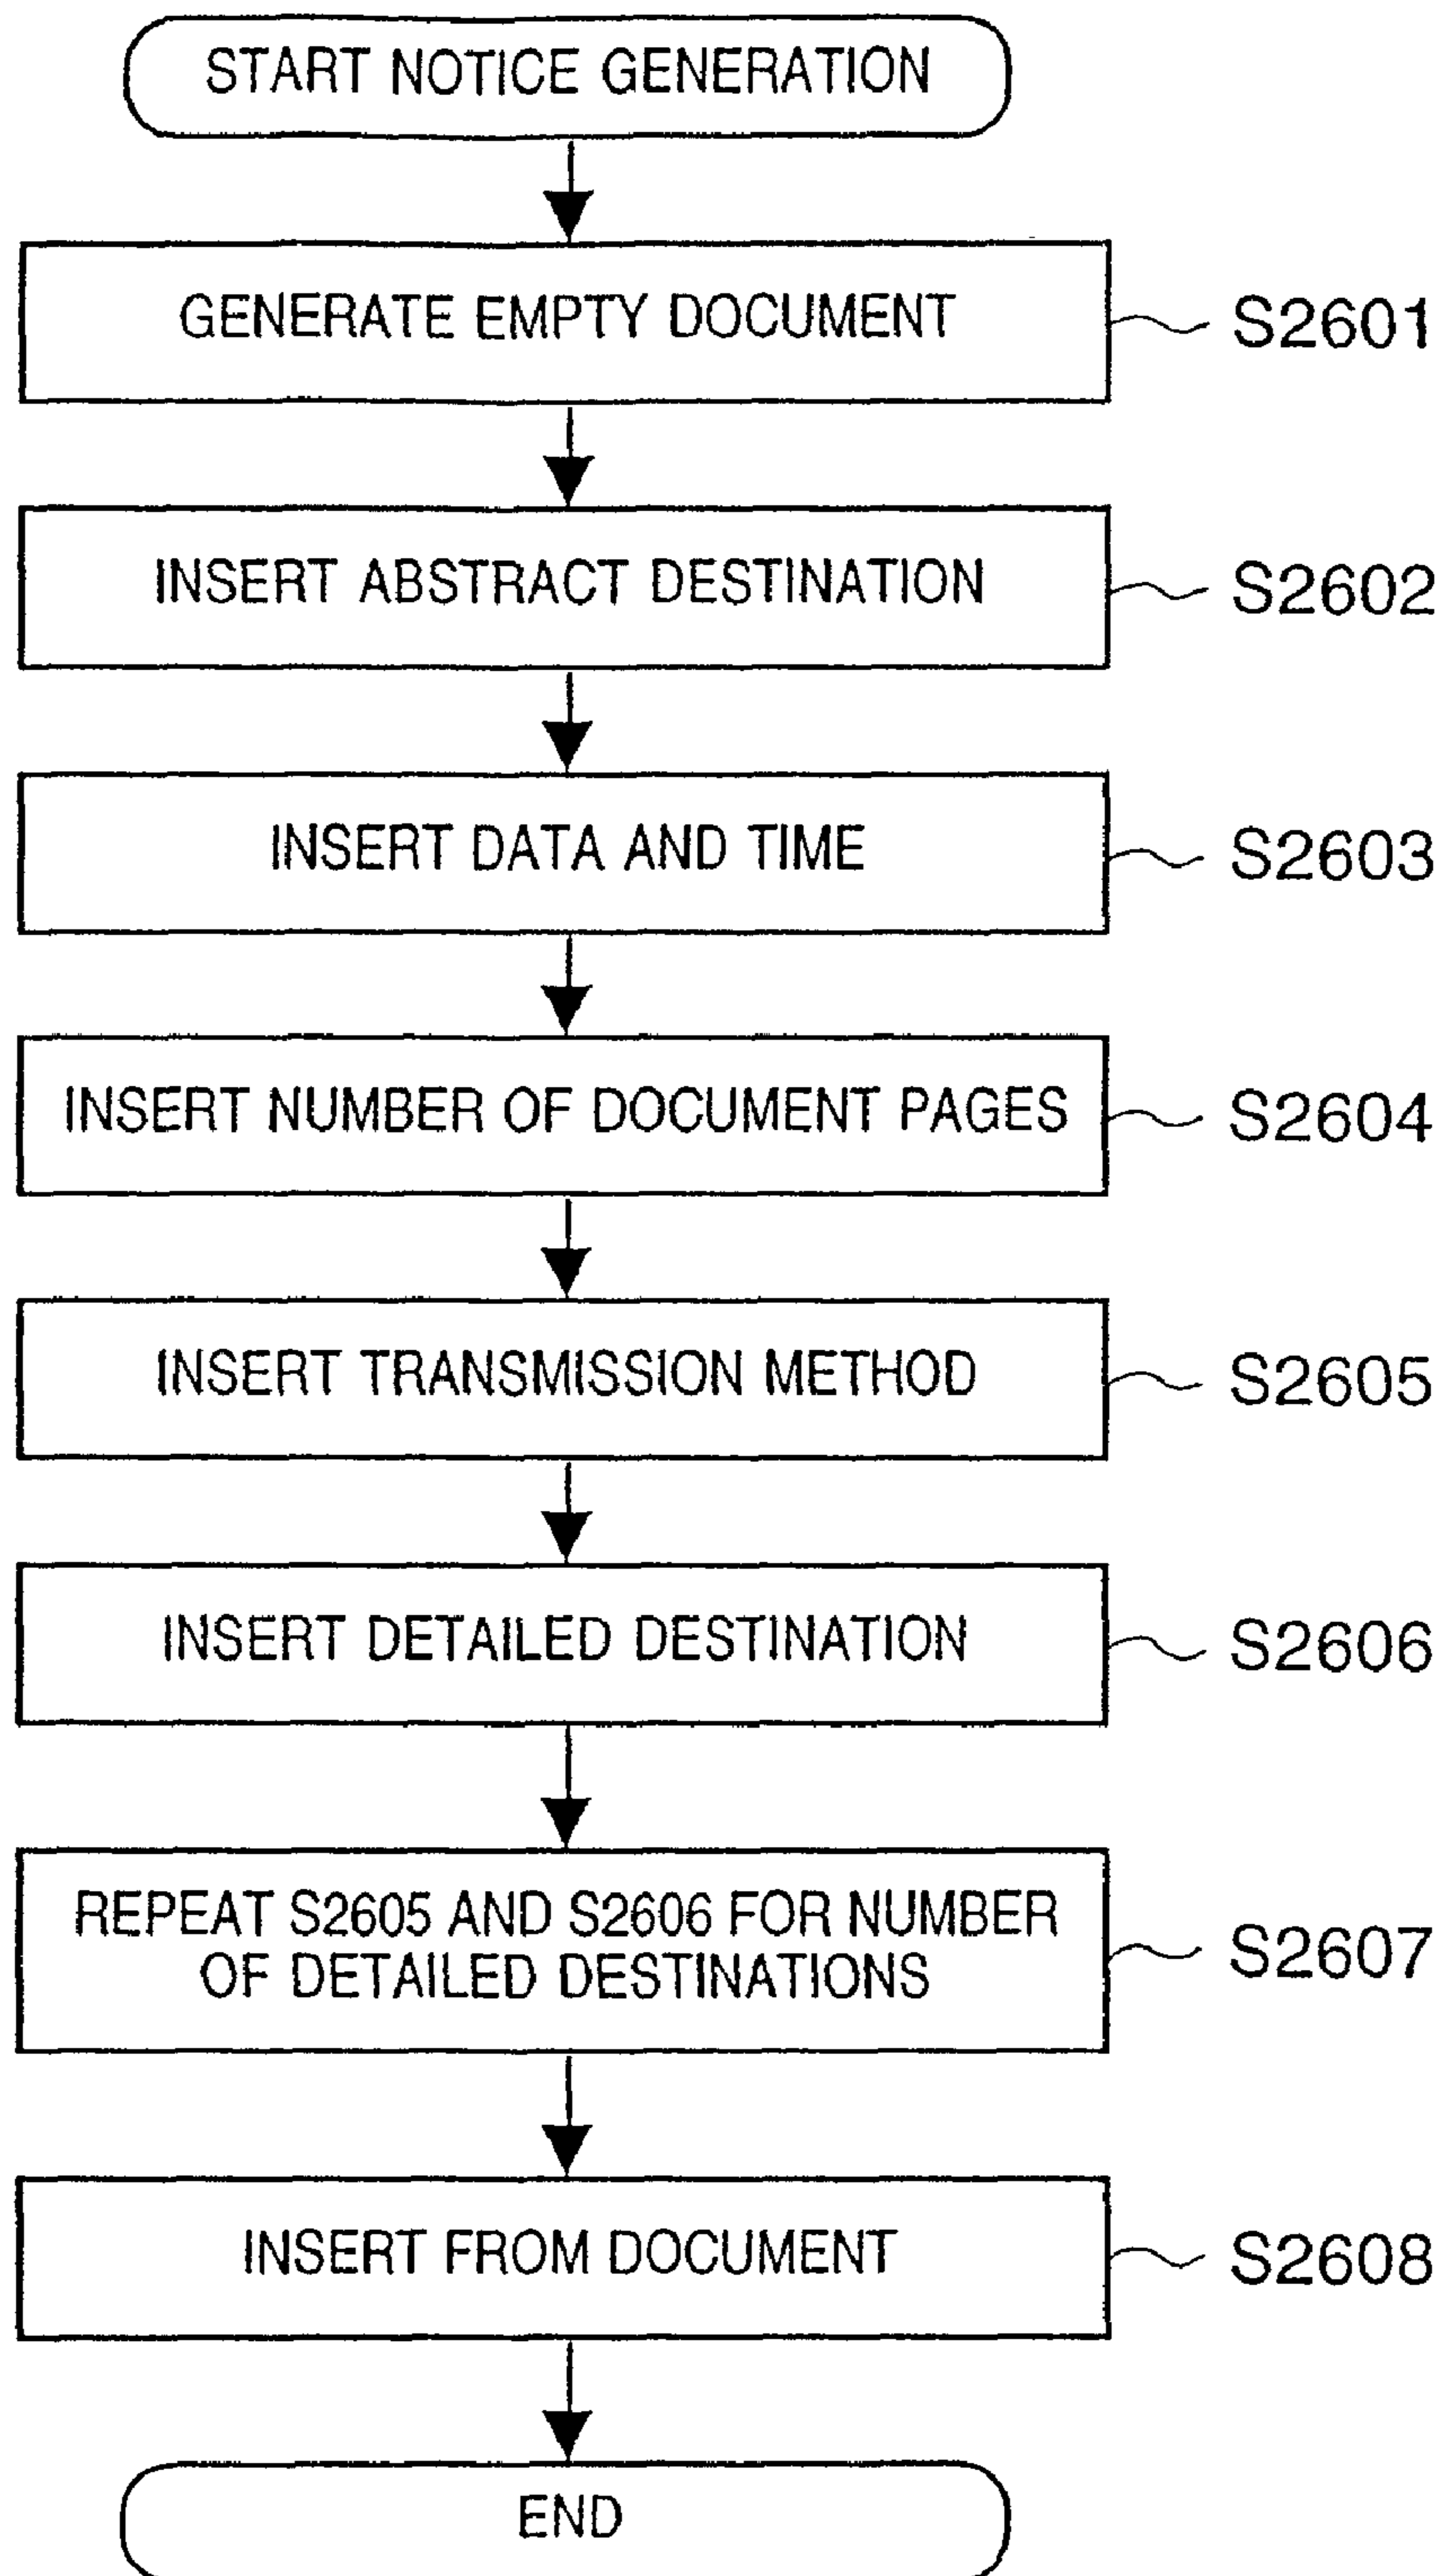 START NOTICE GENERATION
GENERATE EMPTY DOCUMENT
S2601
INSERT ABSTRACT DESTINATION
S2602
INSERT DATA AND TIME
S2603
INSERT NUMBER OF DOCUMENT PAGES
S2604
INSERT TRANSMISSION METHOD
S2605
INSERT DETAILED DESTINATION
S2606
REPEAT S2605 AND S2606 FOR NUMBER
OF DETAILED DESTINATIONS
S2607
INSERT FROM DOCUMENT
S2608
END